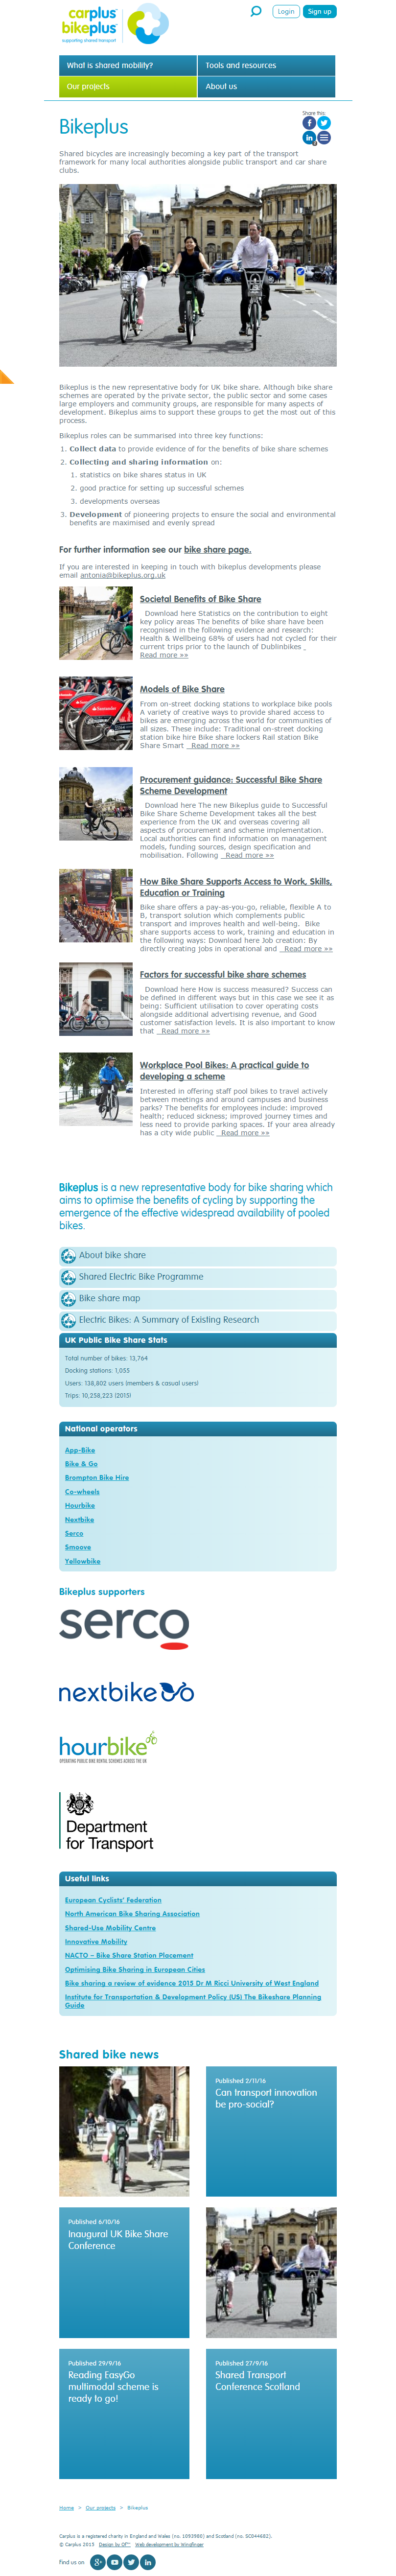 carplus
bikeplus
supporting shared transport
Login
Sign up
What is shared mobility?
Tools and resources
Our projects
About us
Share this:
Bikeplus
Shared bicycles are increasingly becoming a key part of the transport
framework for many local authorities alongside public transport and car share
clubs.
Bikeplus is the new representative body for UK bike share. Although bike share
schemes are operated by the private sector, the public sector and some cases
large employers and community groups, are responsible for many aspects of
development. Bikeplus aims to support these groups to get the most out of this
process.
Bikeplus roles can be summarised into three key functions:
1. Collect data to provide evidence of for the benefits of bike share schemes
2. Collecting and sharing information on:
1. statistics on bike shares status in UK
2. good practice for setting up successful schemes
3. developments overseas
3. Development of pioneering projects to ensure the social and environmental
benefits are maximised and evenly spread
For further information see our bike share page.
If you are interested in keeping in touch with bikeplus developments please
email antonia@bikeplus.org.uk
Societal Benefits of Bike Share
Download here Statistics on the contribution to eight
key policy areas The benefits of bike share have been
recognised in the following evidence and research:
Health & Wellbeing 68% of users had not cycled for their
current trips prior to the launch of Dublinbikes
Read more >>
Models of Bike Share
From on-street docking stations to workplace bike pools
A variety of creative ways to provide shared access to
bikes are emerging across the world for communities of
all sizes. These include: Traditional on-street docking
station bike hire Bike share lockers Rail station Bike
Share Smart Read more >>
Procurement guidance: Successful Bike Share
Scheme Development
Download here The new Bikeplus guide to Successful
Bike Share Scheme Development takes all the best
experience from the UK and overseas covering all
aspects of procurement and scheme implementation.
Local authorities can find information on management
models, funding sources, design specification and
mobilisation. Following Read more >>
How Bike Share Supports Access to Work, Skills,
Education or Training
Bike share offers a pay-as-you-go, reliable, flexible A to
B, transport solution which complements public
transport and improves health and well-being. Bike
share supports access to work, training and education in
the following ways: Download here Job creation: By
directly creating jobs in operational and Read more >>
Factors for successful bike share schemes
Download here How is success measured? Success can
be defined in different ways but in this case we see it as
being: Sufficient utilisation to cover operating costs
alongside additional advertising revenue, and Good
customer satisfaction levels. It is also important to know
that Read more >>
Workplace Pool Bikes: A practical guide to
developing a scheme
Interested in offering staff pool bikes to travel actively
between meetings and around campuses and business
parks? The benefits for employees include: improved
health; reduced sickness; improved journey times and
less need to provide parking spaces. If your area already
has a city wide public Read more >>
Bikeplus is a new representative body for bike sharing which
aims to optimise the benefits of cycling by supporting the
emergence of the effective widespread availability of pooled
bikes.
About bike share
Shared Electric Bike Programme
Bike share map
Electric Bikes: A Summary of Existing Research
UK Public Bike Share Stats
Total number of bikes: 13,764
Docking stations: 1,055
Users: 138,802 users (members & casual users)
Trips: 10,258,223 (2015)
National operators
App-Bike
Bike & Go
Brompton Bike Hire
Co-wheels
Hourbike
Nextbike
Serco
Smoove
Yellowbike
Bikeplus supporters
serco
nextbike
hourbike
OPERATING PUBLIC BIKE RENTAL SCHEMES ACROSS THE UK
Department
for Transport
Useful links
European Cyclists' Federation
North American Bike Sharing Association
Shared-Use Mobility Centre
Innovative Mobility
NACTO – Bike Share Station Placement
Optimising Bike Sharing in European Cities
Bike sharing a review of evidence 2015 Dr M Ricci University of West England
Institute for Transportation & Development Policy (US) The Bikeshare Planning
Guide
Shared bike news
Published 2/11/16
Can transport innovation
be pro-social?
Published 6/10/16
Inaugural UK Bike Share
Conference
Published 29/9/16
Reading EasyGo
multimodal scheme is
ready to go!
Published 27/9/16
Shared Transport
Conference Scotland
Home > Our projects > Bikeplus
Carplus is a registered charity in England and Wales (no. 1093980) and Scotland (no. SC044682).
© Carplus 2015 Design by Öf™ Web development by Wingfinger
Find us on